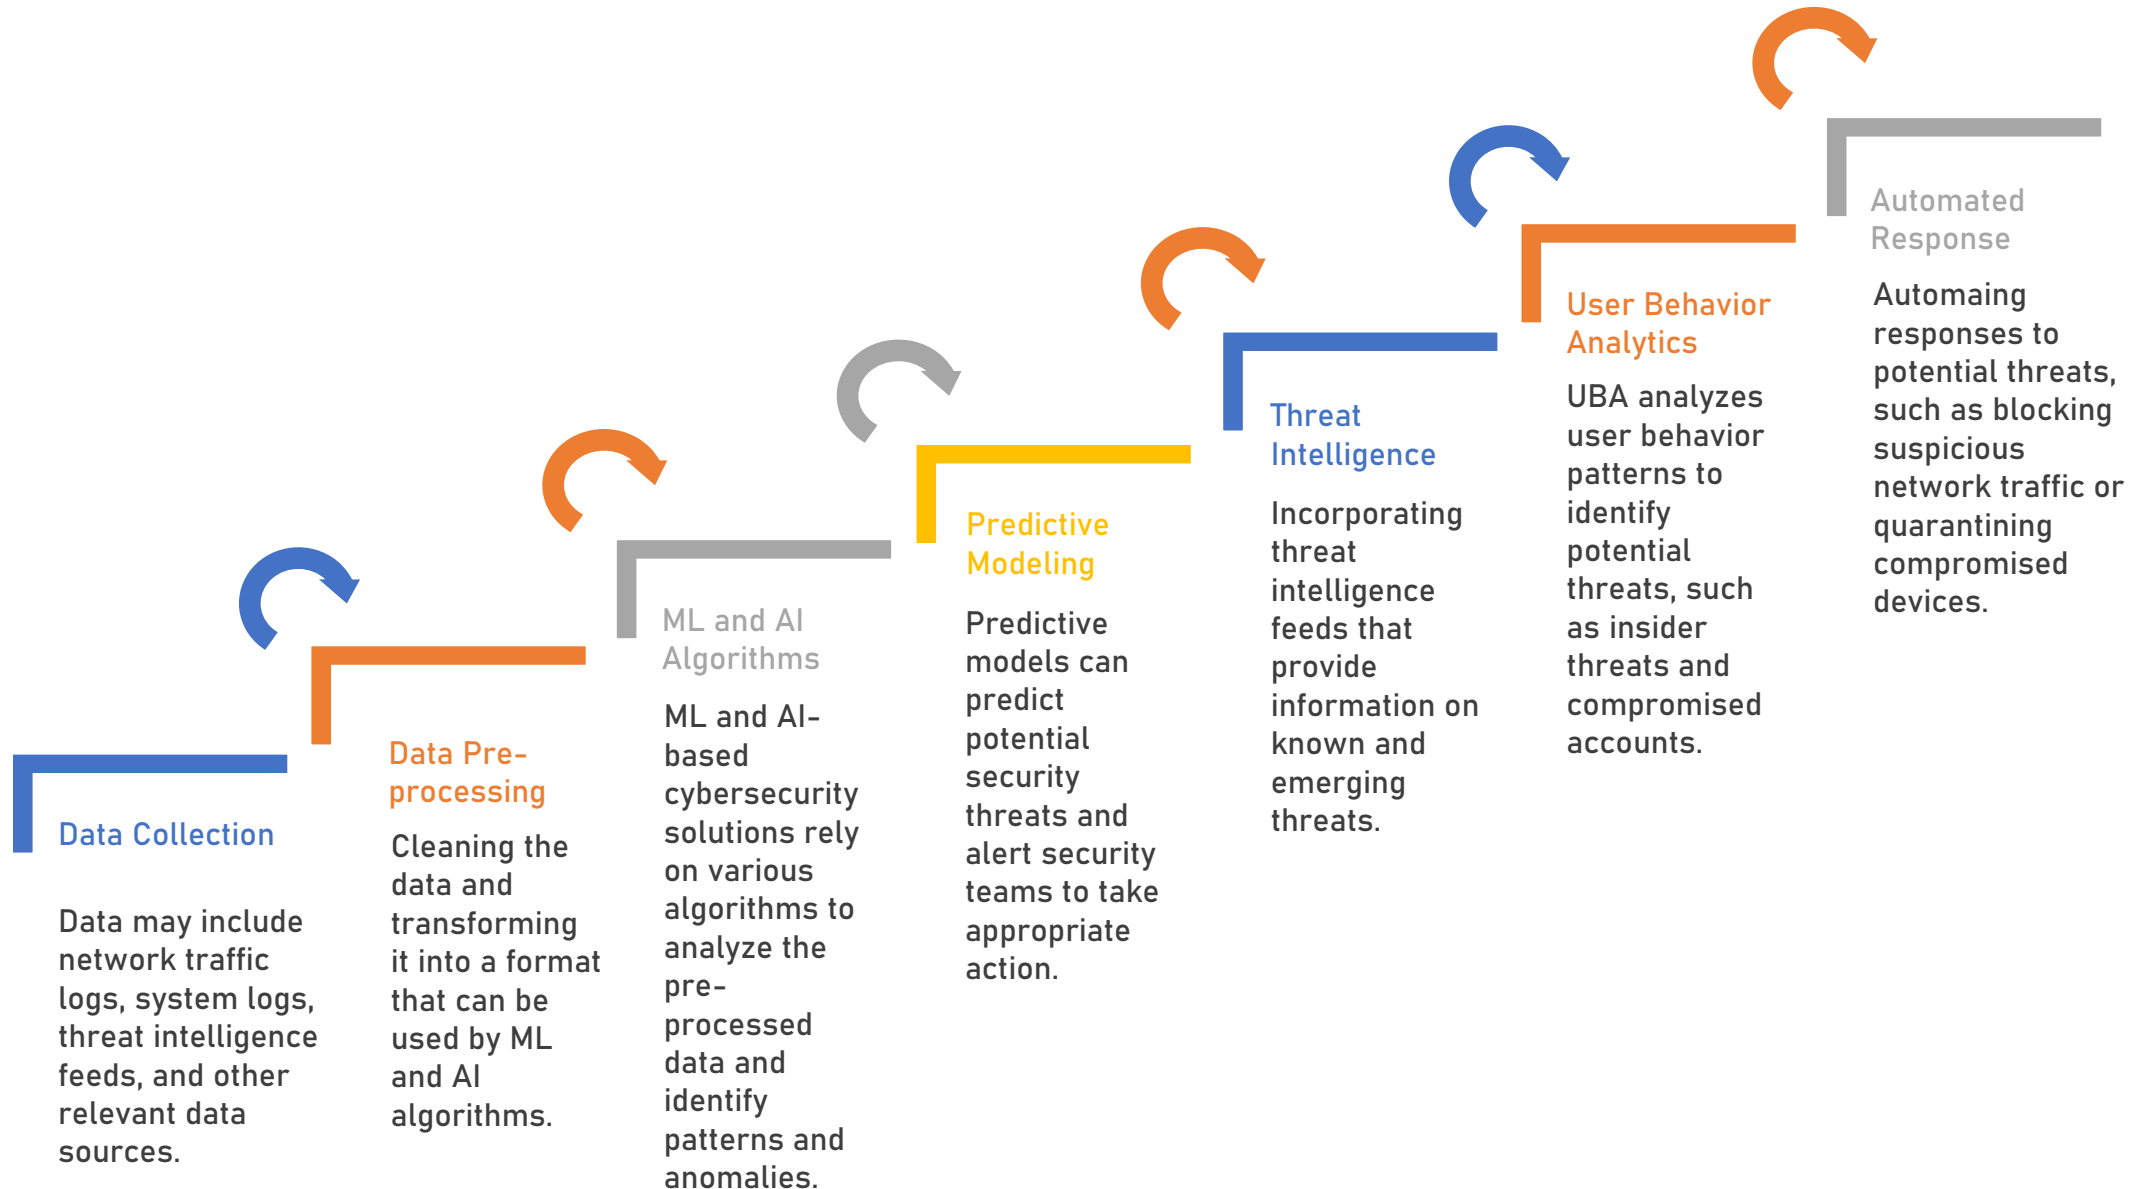 Data Collection
Data may include
network traffic
logs, system logs,
threat intelligence
feeds, and other
relevant data
sources.
Data Pre-
processing
Cleaning the
data and
transforming
it into a format
that can be
used by ML
and AI
algorithms.
ML and AI
Algorithms
ML and AI-
based
cybersecurity
solutions rely
on various
algorithms to
analyze the
pre-
processed
data and
identify
patterns and
anomalies.
Predictive
Modeling
Predictive
models can
predict
potential
security
threats and
alert security
teams to take
appropriate
action.
Threat
Intelligence
Incorporating
threat
intelligence
feeds that
provide
information on
known and
emerging
threats.
User Behavior
Analytics
UBA analyzes
user behavior
patterns to
identify
potential
threats, such
as insider
threats and
compromised
accounts.
Automated
Response
Automaing
responses to
potential threats,
such as blocking
suspicious
network traffic or
quarantining
compromised
devices.